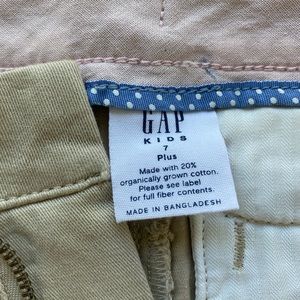 GAP
KIDS
7
Plus
Made with 20%
organically grown cotton.
Please see label
for full fiber contents.
MADE IN BANGLADESH